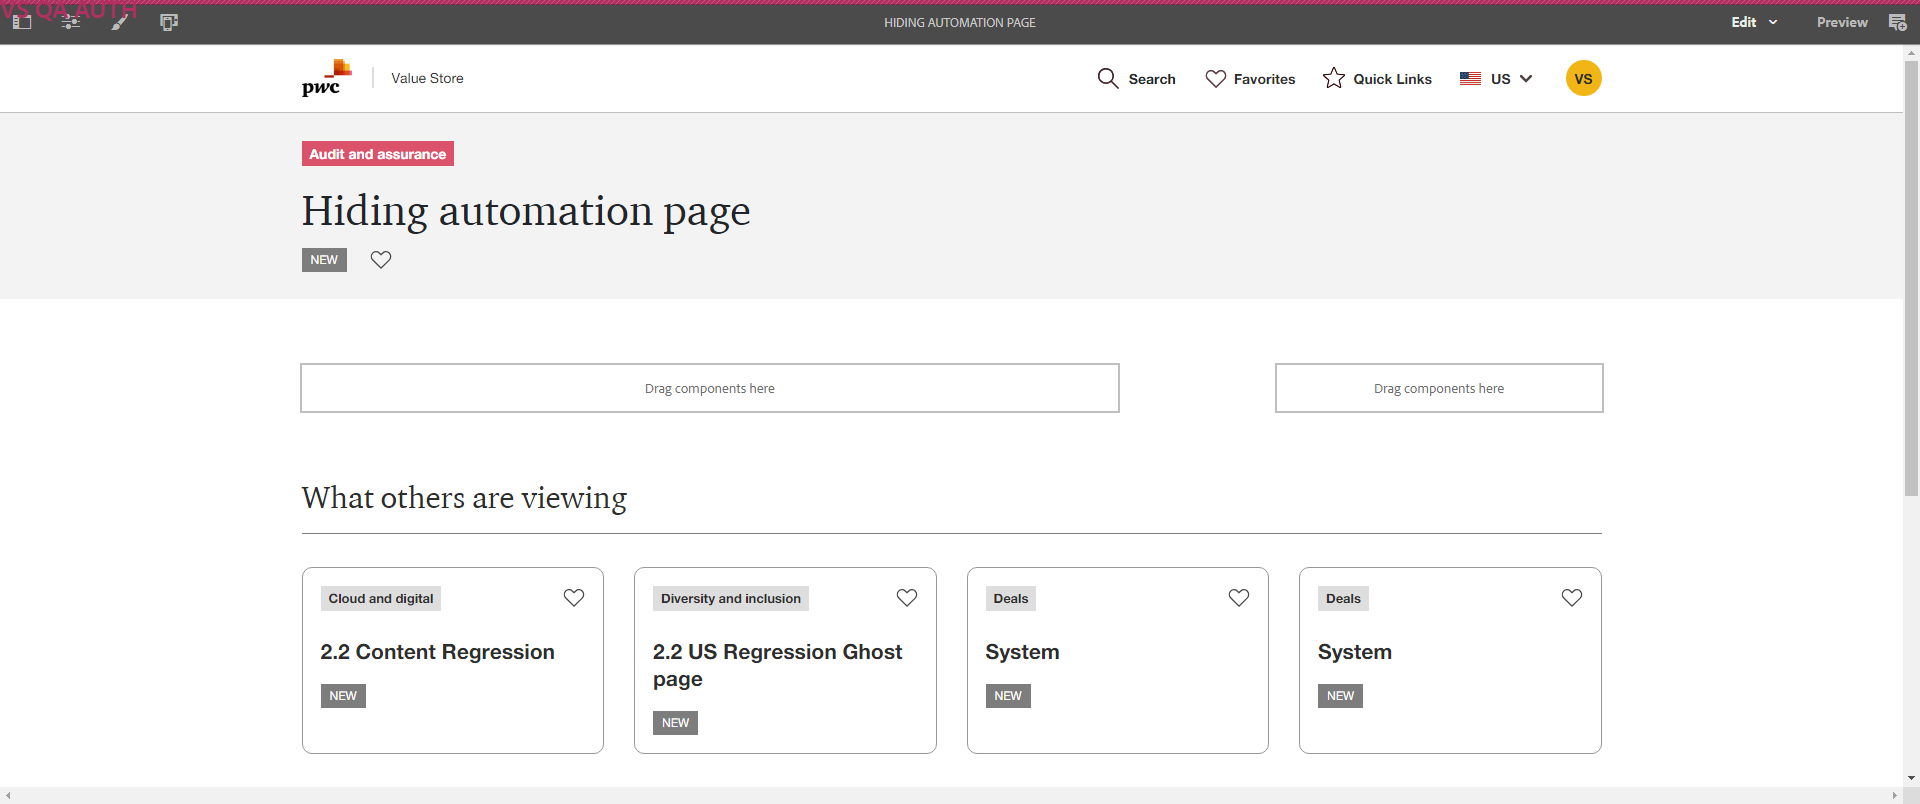 VS QA AUTH
HIDING AUTOMATION PAGE
Edit
Preview
pwc
Value Store
Search
Favorites
Quick Links
US
VS
Audit and assurance
Hiding automation page
NEW
Drag components here
Drag components here
What others are viewing
Cloud and digital
2.2 Content Regression
NEW
Diversity and inclusion
2.2 US Regression Ghost
page
NEW
Deals
System
NEW
Deals
System
NEW